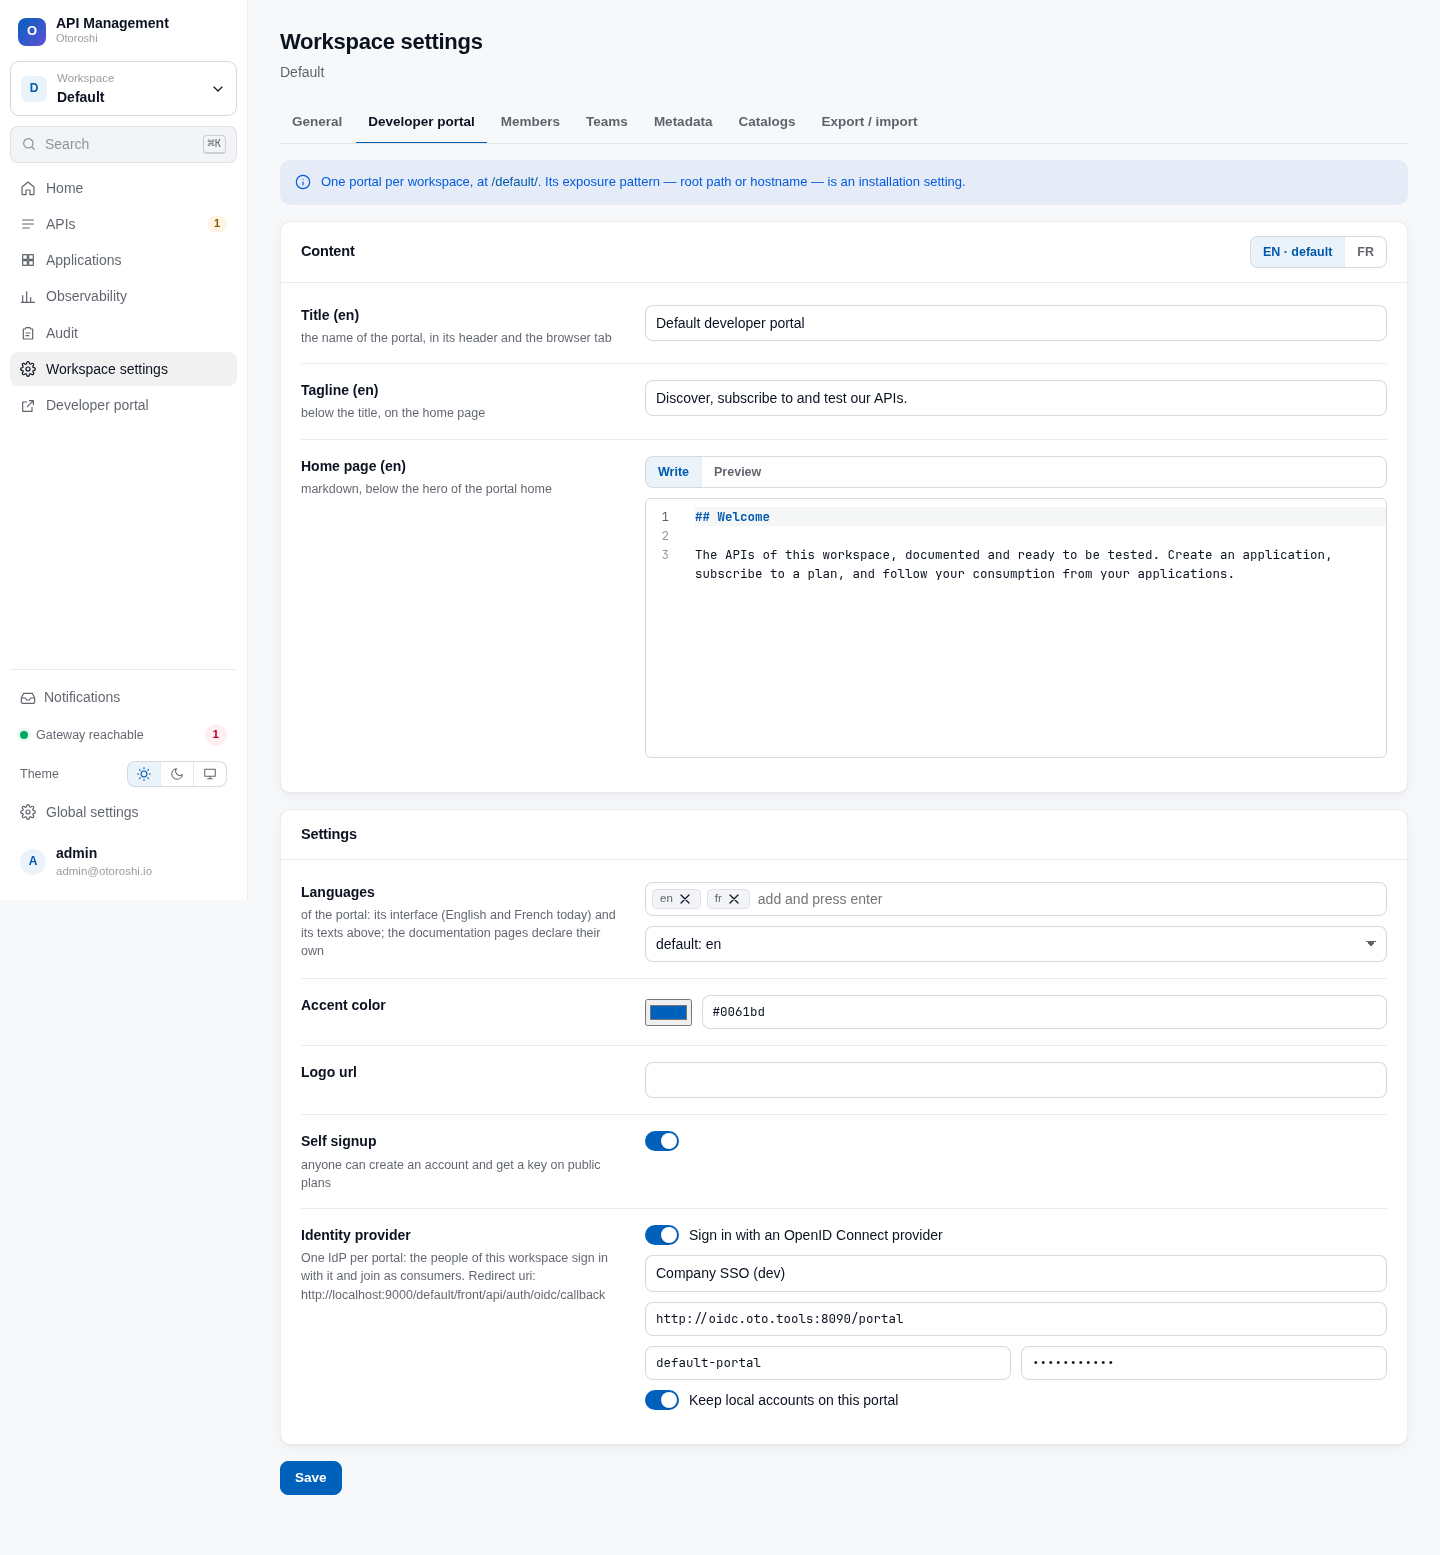 O
API Management
Otoroshi
D
Workspace
Default
Search
⌘K
Home
APIs
1
Applications
Observability
Audit
Workspace settings
Developer portal
Notifications
Gateway reachable
1
Theme
Global settings
A
admin
admin@otoroshi.io
Workspace settings
Default
General
Developer portal
Members
Teams
Metadata
Catalogs
Export / import
One portal per workspace, at /default/. Its exposure pattern — root path or hostname — is an installation setting.
Content
EN · default
FR
Title (en)
the name of the portal, in its header and the browser tab
Default developer portal
Tagline (en)
below the title, on the home page
Discover, subscribe to and test our APIs.
Home page (en)
markdown, below the hero of the portal home
Write
Preview
1
## Welcome
2
3
The APIs of this workspace, documented and ready to be tested. Create an application,
subscribe to a plan, and follow your consumption from your applications.
Settings
Languages
of the portal: its interface (English and French today) and
its texts above; the documentation pages declare their
own
en
fr
add and press enter
default: en
Accent color
#0061bd
Logo url
Self signup
anyone can create an account and get a key on public
plans
Identity provider
One IdP per portal: the people of this workspace sign in
with it and join as consumers. Redirect uri:
http://localhost:9000/default/front/api/auth/oidc/callback
Sign in with an OpenID Connect provider
Company SSO (dev)
http://oidc.oto.tools:8090/portal
default-portal
•••••••••••
Keep local accounts on this portal
Save